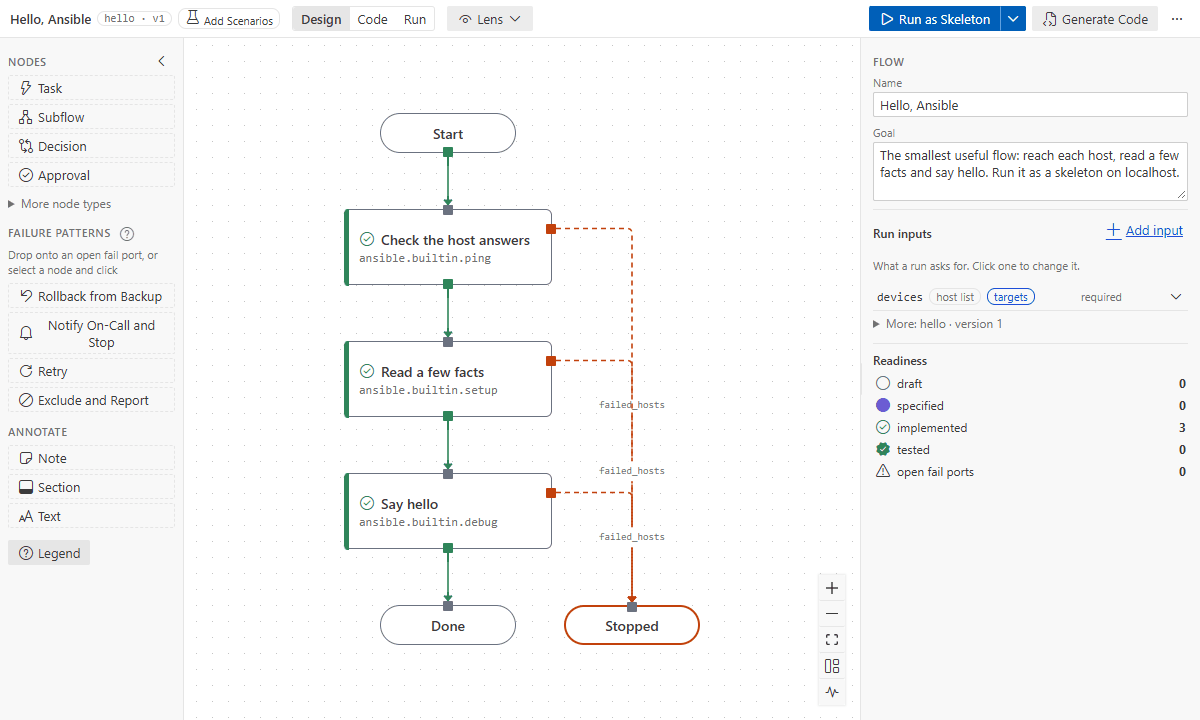 Hello, Ansible
hello · v1
Add Scenarios
Design
Code
Run
Lens
Run as Skeleton
Generate Code
NODES
Task
Subflow
Decision
Approval
More node types
FAILURE PATTERNS
Drop onto an open fail port, or
select a node and click
Rollback from Backup
Notify On-Call and
Stop
Retry
Exclude and Report
ANNOTATE
Note
Section
Text
Legend
Start
Check the host answers
ansible.builtin.ping
Read a few facts
ansible.builtin.setup
failed_hosts
failed_hosts
Say hello
ansible.builtin.debug
failed_hosts
Done
Stopped
FLOW
Name
Hello, Ansible
Goal
The smallest useful flow: reach each host, read a few
facts and say hello. Run it as a skeleton on localhost.
Run inputs
Add input
What a run asks for. Click one to change it.
devices host list targets required
More: hello · version 1
Readiness
draft 0
specified 0
implemented 3
tested 0
open fail ports 0